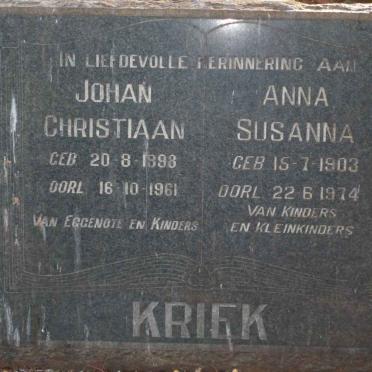 IN LIEFDEVOLLE HERINNERING AAN
JOHAN
CHRISTIAAN
GEB 20-8-1898
OORL 16-10-1961
VAN EGGENOTE EN KINDERS
ANNA
SUSANNA
GEB 15-7-1903
OORL 22-6-1974
VAN KINDERS
EN KLEINKINDERS
KRIEK